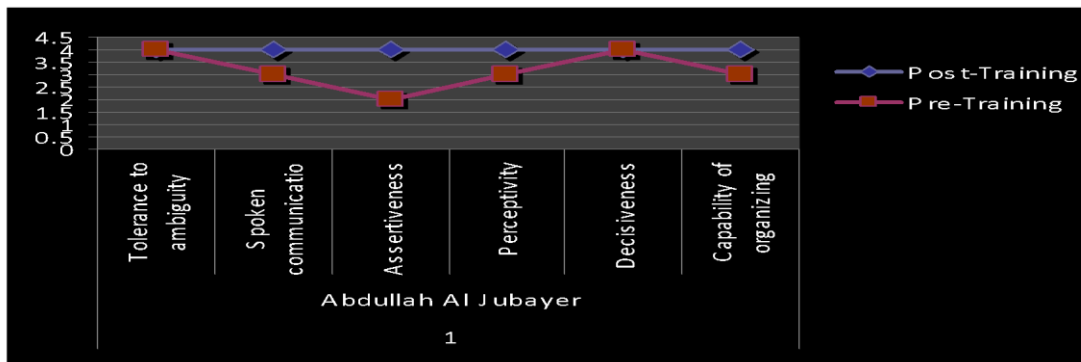 4.5
4
3.5
3
2.5
2
1.5
1
0.5
0
Post-Training
Pre-Training
Tolerance to
ambiguity
Spoken
communicatio
Assertiveness
Perceptivity
Decisiveness
Capability of
organizing
Abdullah Al Jubayer
1